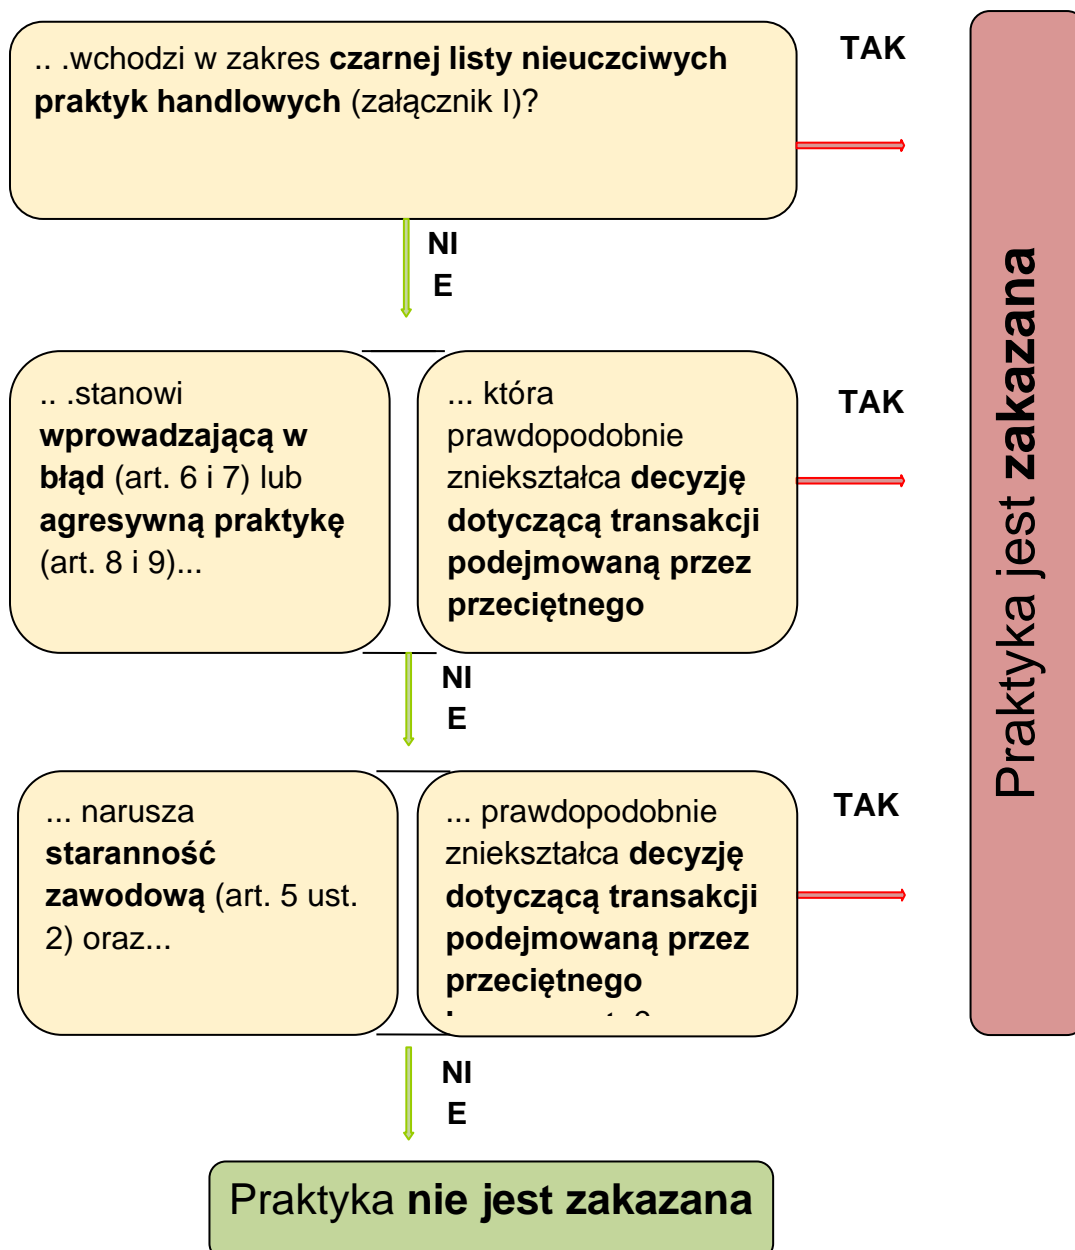 .. .wchodzi w zakres czarnej listy nieuczciwych
praktyk handlowych (załącznik I)?
TAK
NI
E
.. .stanowi
wprowadzającą w
błąd (art. 6 i 7) lub
agresywną praktykę
(art. 8 i 9)...
... która
prawdopodobnie
zniekształca decyzję
dotyczącą transakcji
podejmowaną przez
przeciętnego
TAK
NI
E
... narusza
staranność
zawodową (art. 5 ust.
2) oraz...
... prawdopodobnie
zniekształca decyzję
dotyczącą transakcji
podejmowaną przez
przeciętnego
TAK
NI
E
Praktyka nie jest zakazana
Praktyka jest zakazana